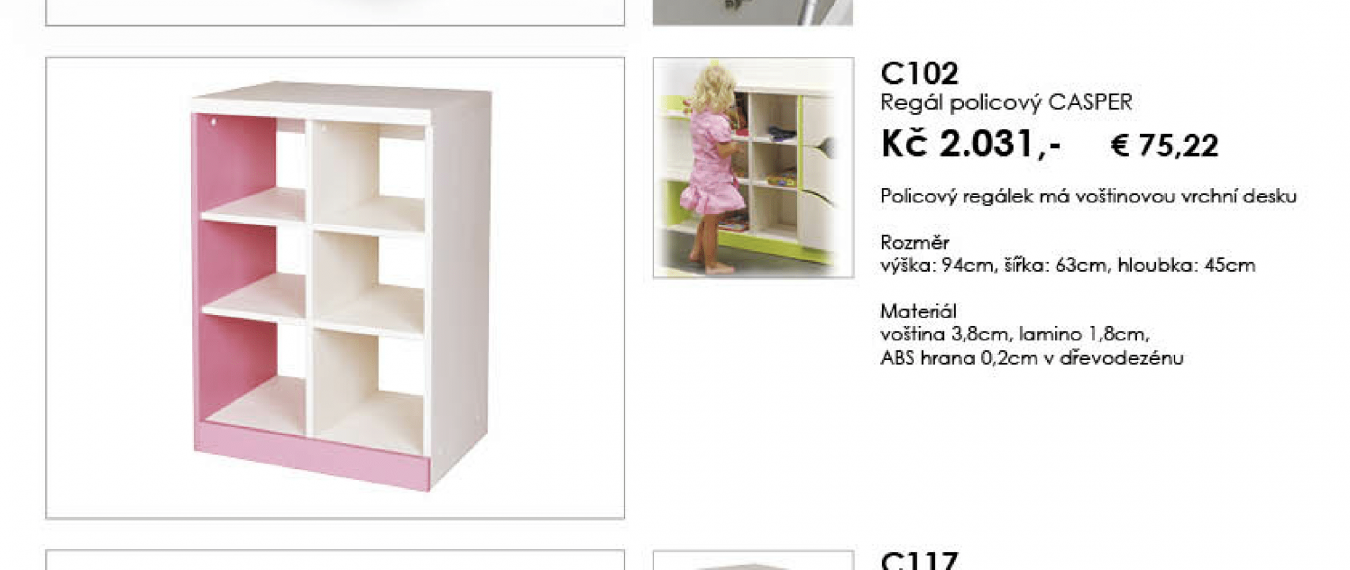 C102
Regál policový CASPER
Kč 2.031,- € 75,22
Policový regálek má voštinovou vrchní desku
Rozměr
výška: 94cm, šířka: 63cm, hloubka: 45cm
Materiál
voština 3,8cm, lamino 1,8cm,
ABS hrana 0,2cm v dřevodezénu
C117